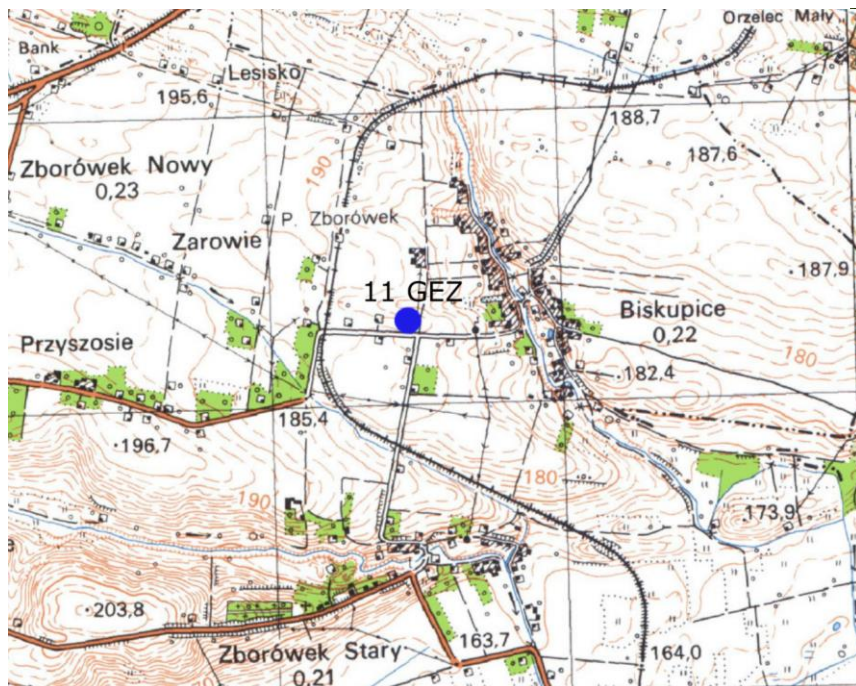 Orzelec Mały
Bank
Lesisko
195,6
188,7
190
187,6
Zborówek Nowy
0,23
P. Zborówek
Zarowie
187,9
11 GEZ
Biskupice
0,22
Przyszosie
180
182,4
185,4
196,7
180
190
173,9
203,8
163,7
Zborówek Stary
0,21
164,0